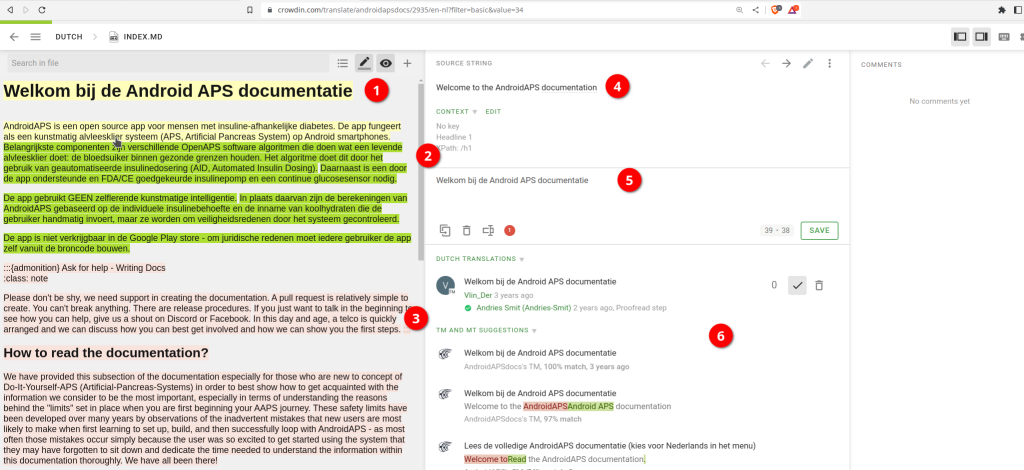 crowdin.com/translate/androidapsdocs/2935/en-nl?filter=basic&value=34
DUTCH
INDEX.MD
Search in file
Welkom bij de Android APS documentatie
1
AndroidAPS is een open source app voor mensen met insuline-afhankelijke diabetes. De app fungeert
als een kunstmatig alvleesklier systeem (APS, Artificial Pancreas System) op Android smartphones.
Belangrijkste componenten zijn verschillende OpenAPS software algoritmen die doen wat een levende
alvleesklier doet: de bloedsuiker binnen gezonde grenzen houden. Het algoritme doet dit door het
gebruik van geautomatiseerde insulinedosering (AID, Automated Insulin Dosing). Daarnaast is een door
de app ondersteunde en FDA/CE goedgekeurde insulinepomp en een continue glucosesensor nodig.
2
De app gebruikt GEEN zelflerende kunstmatige intelligentie. In plaats daarvan zijn de berekeningen van
AndroidAPS gebaseerd op de individuele insulinebehoefte en de inname van koolhydraten die de
gebruiker handmatig invoert, maar ze worden om veiligheidsredenen door het systeem gecontroleerd.
De app is niet verkrijgbaar in de Google Play store - om juridische redenen moet iedere gebruiker de app
zelf vanuit de broncode bouwen.
:::{admonition} Ask for help - Writing Docs
:class: note
Please don't be shy, we need support in creating the documentation. A pull request is relatively simple to
create. You can't break anything. There are release procedures. If you just want to talk in the beginning to
see how you can help, give us a shout on Discord or Facebook. In this day and age, a telco is quickly
arranged and we can discuss how you can best get involved and how we can show you the first steps.
3
How to read the documentation?
We have provided this subsection of the documentation especially for those who are new to concept of
Do-It-Yourself-APS (Artificial-Pancreas-Systems) in order to best show how to get acquainted with the
information we consider to be the most important, especially in terms of understanding the reasons
behind the "limits" set in place when you are first beginning your AAPS journey. These safety limits have
been developed over many years by observations of the inadvertent mistakes that new users are most
likely to make when first learning to set up, build, and then successfully loop with AndroidAPS - as most
often those mistakes occur simply because the user was so excited to get started using the system that
they may have forgotten to sit down and dedicate the time needed to understand the information within
this documentation thoroughly. We have all been there!
SOURCE STRING
Welcome to the AndroidAPS documentation
4
CONTEXT EDIT
No key
Headline 1
XPath: /h1
Welkom bij de Android APS documentatie
5
1
39 • 38
SAVE
DUTCH TRANSLATIONS
V
Welkom bij de Android APS documentatie
Vlin_Der 3 years ago
Andries Smit (Andries-Smit) 2 years ago, Proofread step
0
TM AND MT SUGGESTIONS
6
Welkom bij de Android APS documentatie
AndroidAPSdocs's TM, 100% match, 3 years ago
Welkom bij de Android APS documentatie
Welcome to the AndroidAPSAndroid APS documentation
AndroidAPSdocs's TM, 97% match
Lees de volledige AndroidAPS documentatie (kies voor Nederlands in het menu)
Welcome toRead the AndroidAPS documentation.
COMMENTS
No comments yet